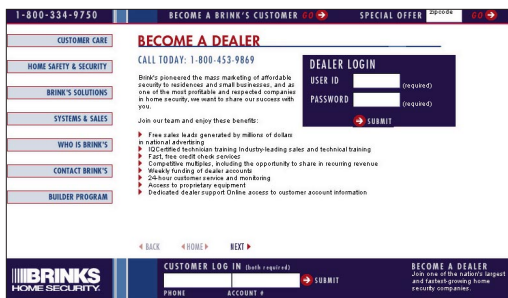 1-800-334-9750
BECOME A BRINK'S CUSTOMER GO
SPECIAL OFFER zipcode GO
CUSTOMER CARE
HOME SAFETY & SECURITY
BRINK'S SOLUTIONS
SYSTEMS & SALES
WHO IS BRINK'S
CONTACT BRINK'S
BUILDER PROGRAM
BECOME A DEALER
CALL TODAY: 1-800-453-9869
Brink's pioneered the mass marketing of affordable
security to residences and small businesses, and as
one of the most profitable and respected companies
in home security, we want to share our success with
you.
Join our team and enjoy these benefits:
Free sales leads generated by millions of dollars
in national advertising
IQCertified technician training Industry-leading sales and technical training
Fast, free credit check services
Competitive multiples, including the opportunity to share in recurring revenue
Weekly funding of dealer accounts
24-hour customer service and monitoring
Access to proprietary equipment
Dedicated dealer support Online access to customer account information
DEALER LOGIN
USER ID (required)
PASSWORD (required)
SUBMIT
BACK HOME NEXT
BRINKS
HOME SECURITY.
CUSTOMER LOG IN (both required)
SUBMIT
PHONE ACCOUNT #
BECOME A DEALER
Join one of the nation's largest
and fastest-growing home
security companies.